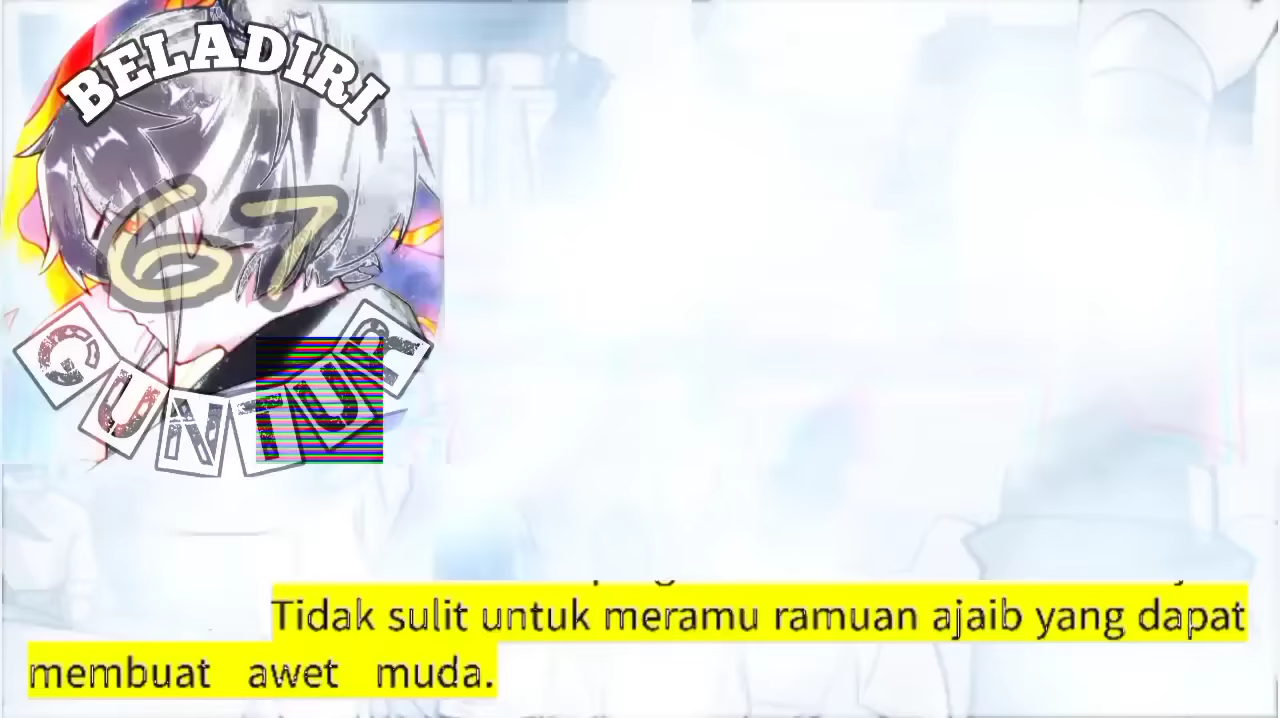 BELADIRI
67
GUNTUR
Tidak sulit untuk meramu ramuan ajaib yang dapat
membuat awet muda.